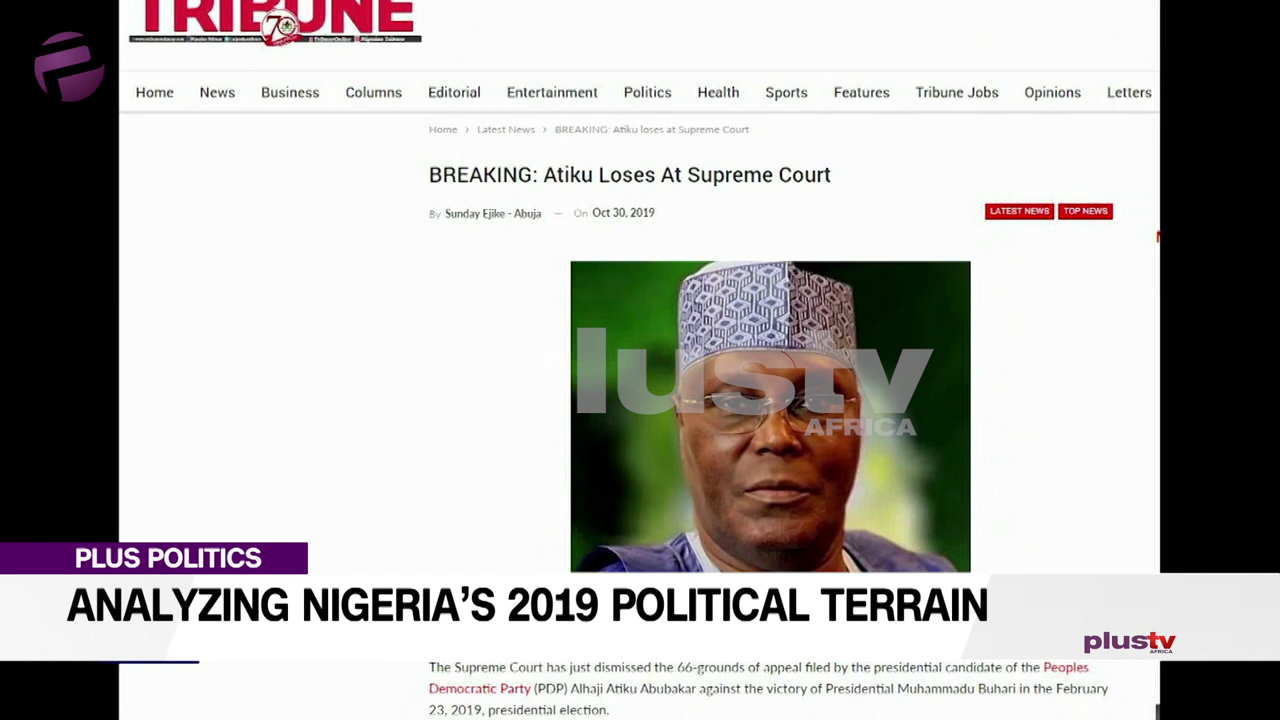 TRIBUNE
70
Home News Business Columns Editorial Entertainment Politics Health Sports Features Tribune Jobs Opinions Letters
Home > Latest News > BREAKING: Atiku loses at Supreme Court
BREAKING: Atiku Loses At Supreme Court
By Sunday Ejike - Abuja — On Oct 30, 2019
LATEST NEWS TOP NEWS
lustv
AFRICA
PLUS POLITICS
ANALYZING NIGERIA'S 2019 POLITICAL TERRAIN
plustv
AFRICA
The Supreme Court has just dismissed the 66-grounds of appeal filed by the presidential candidate of the Peoples
Democratic Party (PDP) Alhaji Atiku Abubakar against the victory of Presidential Muhammadu Buhari in the February
23, 2019, presidential election.